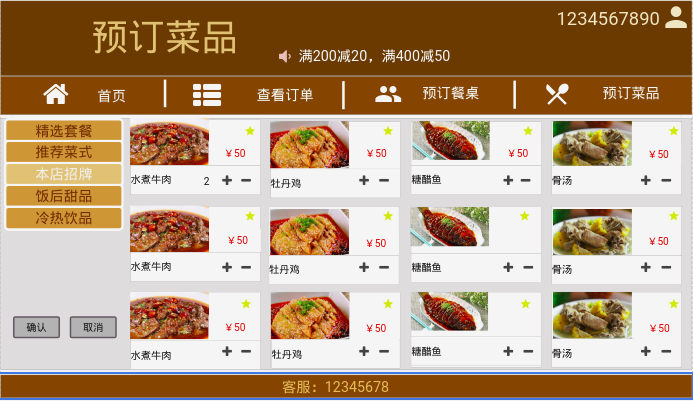 预订菜品
1234567890
满200减20，满400减50
首页 查看订单 预订餐桌 预订菜品
精选套餐
推荐菜式
本店招牌
饭后甜品
冷热饮品
￥50 ￥50 ￥50 ￥50
水煮牛肉 2 牡丹鸡 糖醋鱼 骨汤
￥50 ￥50 ￥50 ￥50
水煮牛肉 牡丹鸡 糖醋鱼 骨汤
￥50 ￥50 ￥50 ￥50
水煮牛肉 牡丹鸡 糖醋鱼 骨汤
确认 取消
客服：12345678